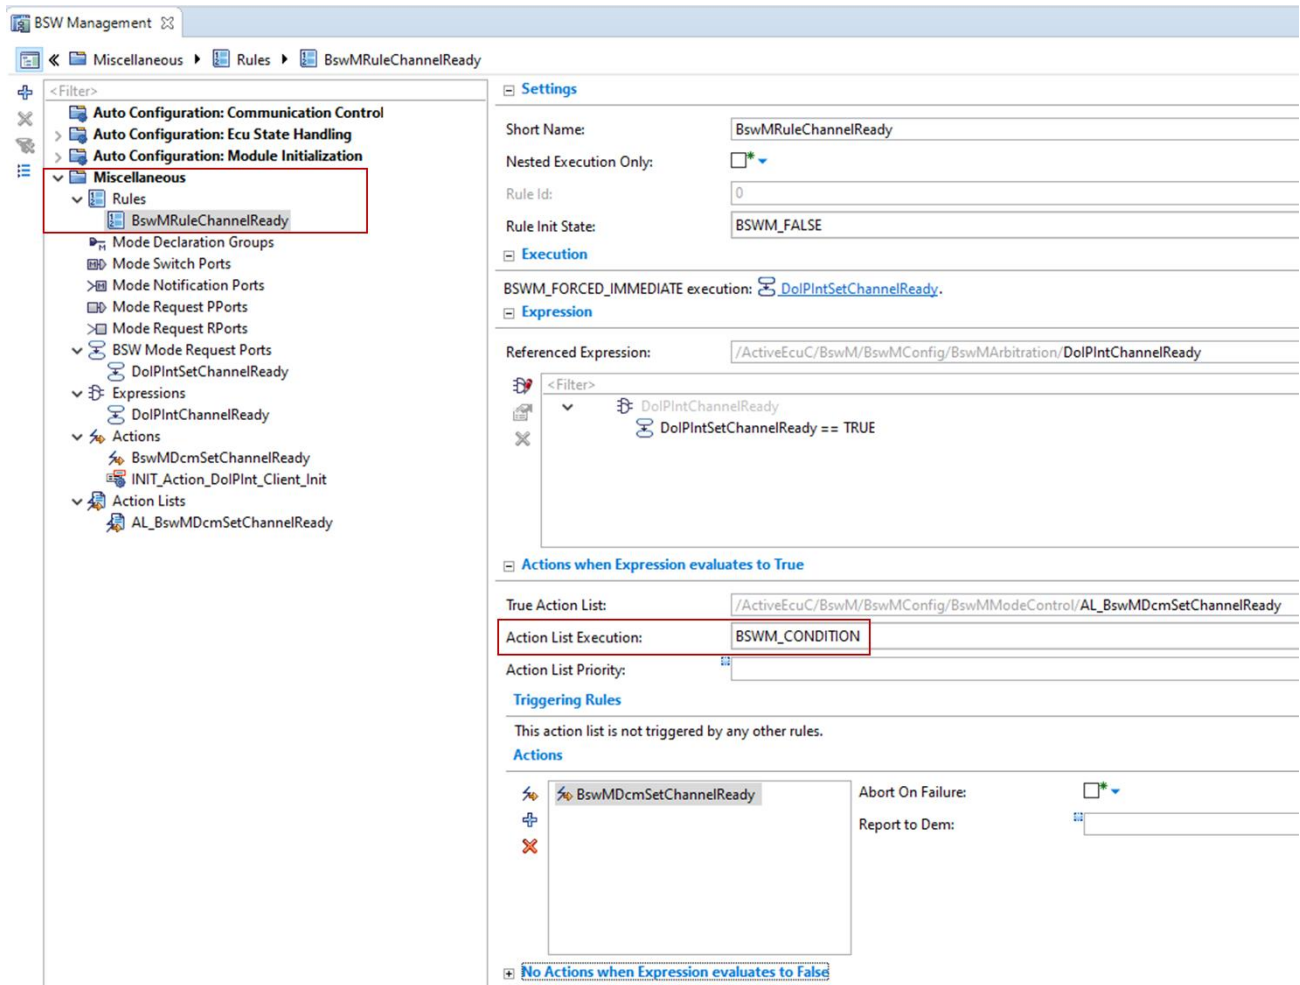 BSW Management
Miscellaneous Rules BswMRuleChannelReady
<Filter>
Auto Configuration: Communication Control
Auto Configuration: Ecu State Handling
Auto Configuration: Module Initialization
Miscellaneous
Rules
BswMRuleChannelReady
Mode Declaration Groups
Mode Switch Ports
Mode Notification Ports
Mode Request PPorts
Mode Request RPorts
BSW Mode Request Ports
DoIPIntSetChannelReady
Expressions
DoIPIntChannelReady
Actions
BswMDcmSetChannelReady
INIT_Action_DoIPInt_Client_Init
Action Lists
AL_BswMDcmSetChannelReady
Settings
Short Name: BswMRuleChannelReady
Nested Execution Only:
Rule Id: 0
Rule Init State: BSWM_FALSE
Execution
BSWM_FORCED_IMMEDIATE execution: DoIPIntSetChannelReady.
Expression
Referenced Expression: /ActiveEcuC/BswM/BswMConfig/BswMArbitration/DoIPIntChannelReady
<Filter>
DoIPIntChannelReady
DoIPIntSetChannelReady == TRUE
Actions when Expression evaluates to True
True Action List: /ActiveEcuC/BswM/BswMConfig/BswMModeControl/AL_BswMDcmSetChannelReady
Action List Execution: BSWM_CONDITION
Action List Priority:
Triggering Rules
This action list is not triggered by any other rules.
Actions
BswMDcmSetChannelReady
Abort On Failure:
Report to Dem:
No Actions when Expression evaluates to False